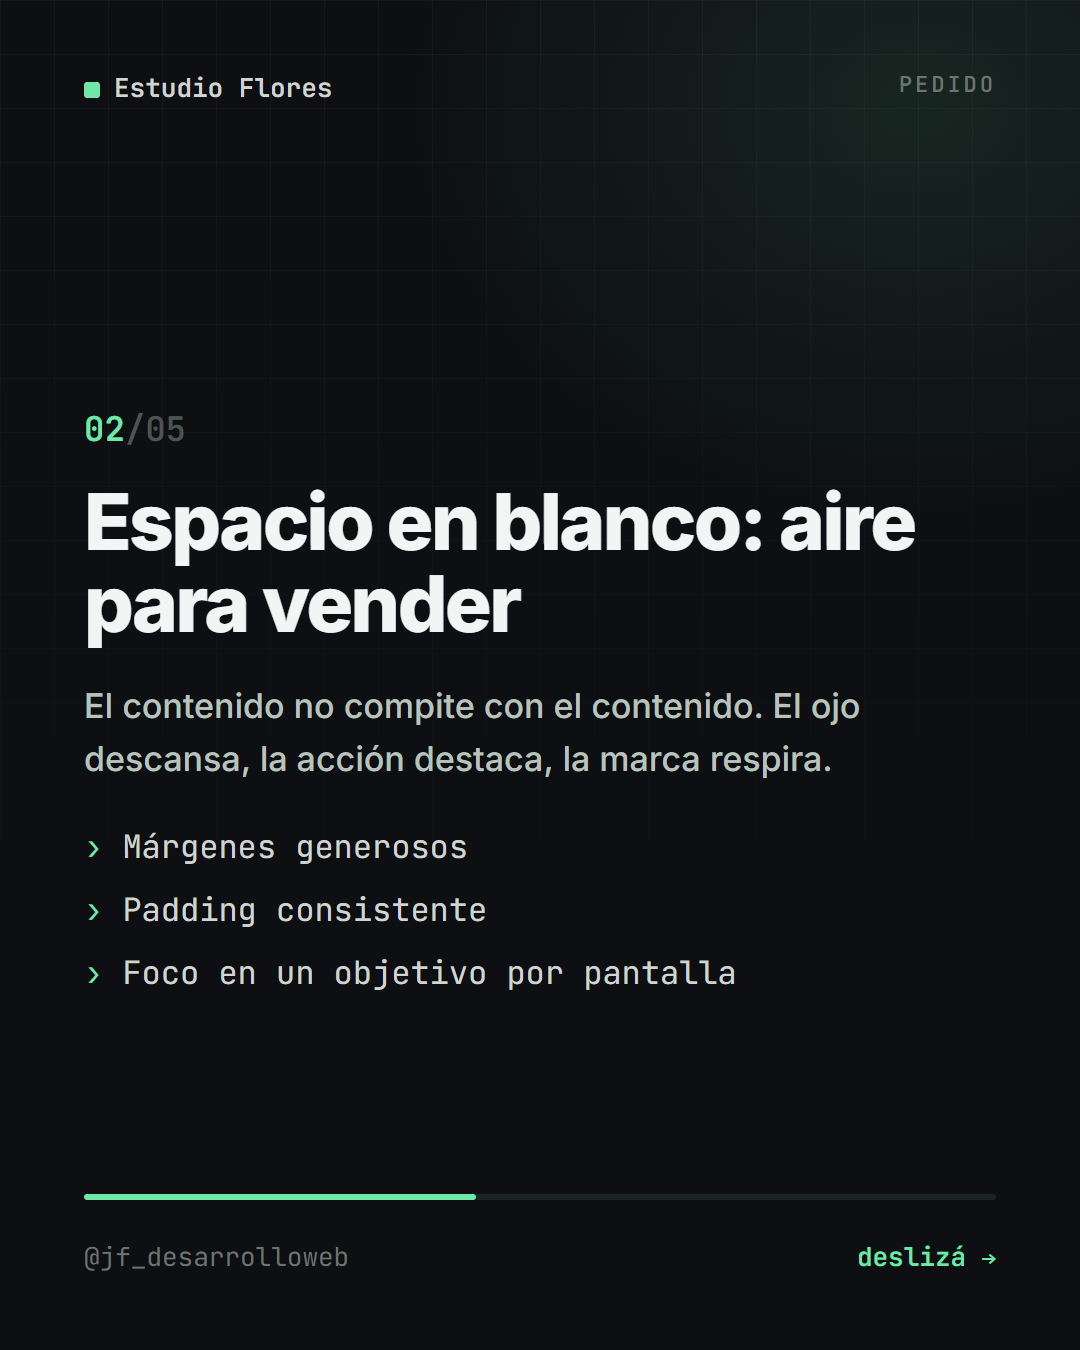 Estudio Flores
PEDIDO
02/05
Espacio en blanco: aire
para vender
El contenido no compite con el contenido. El ojo
descansa, la acción destaca, la marca respira.
› Márgenes generosos
› Padding consistente
› Foco en un objetivo por pantalla
@jf_desarrolloweb
deslizá →